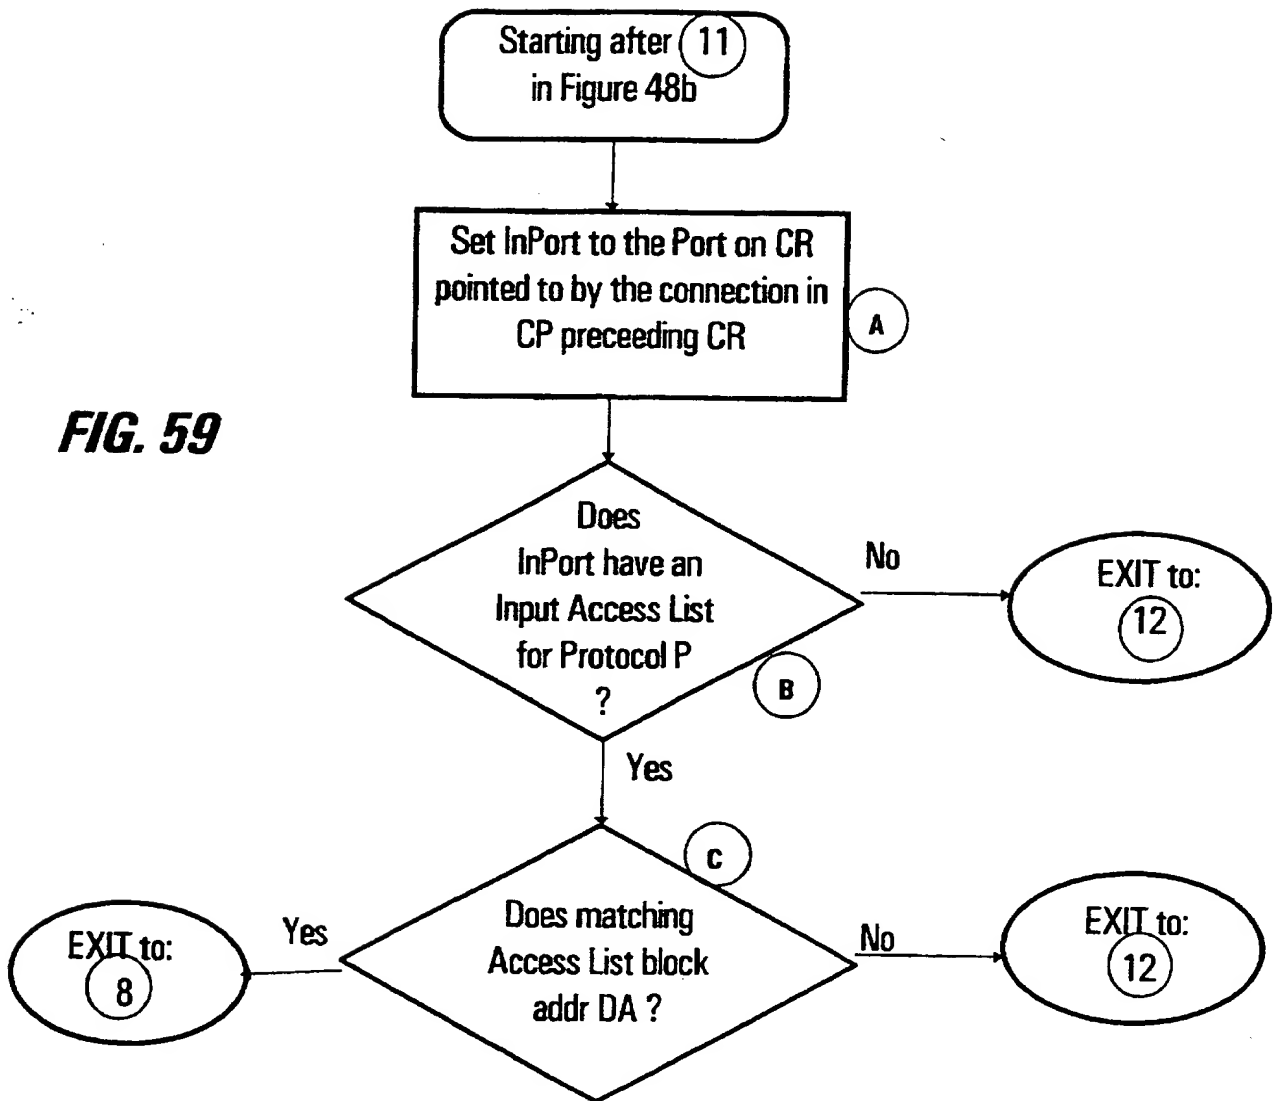 Starting after 11
in Figure 48b
Set InPort to the Port on CR
pointed to by the connection in
CP preceeding CR
A
FIG. 59
Does
InPort have an
Input Access List
for Protocol P
?
B
No
EXIT to:
12
Yes
C
Does matching
Access List block
addr DA ?
Yes
EXIT to:
8
No
EXIT to:
12